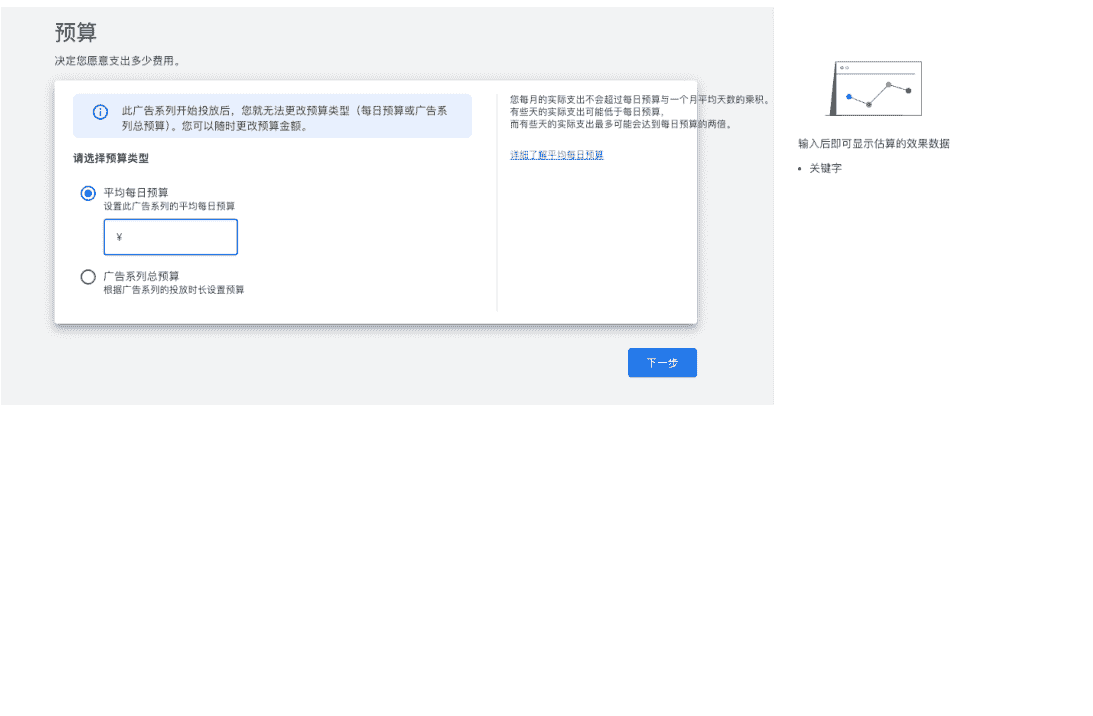 预算
决定您愿意支出多少费用。
此广告系列开始投放后，您就无法更改预算类型（每日预算或广告系
列总预算）。您可以随时更改预算金额。
请选择预算类型
平均每日预算
设置此广告系列的平均每日预算
¥
广告系列总预算
根据广告系列的投放时长设置预算
您每月的实际支出不会超过每日预算与一个月平均天数的乘积。
有些天的实际支出可能低于每日预算，
而有些天的实际支出最多可能会达到每日预算的两倍。
详细了解平均每日预算
下一步
输入后即可显示估算的效果数据
• 关键字